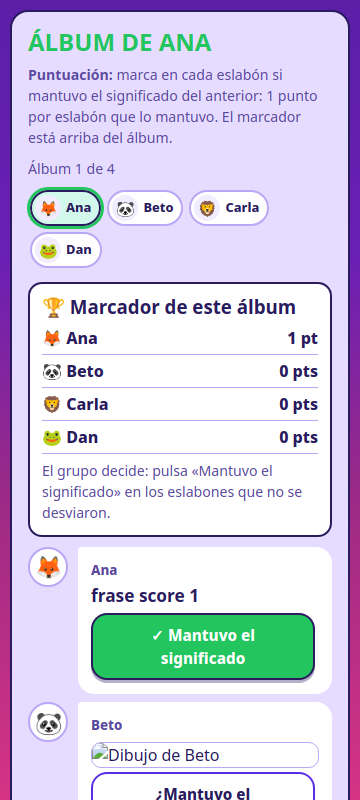 ÁLBUM DE ANA
Puntuación: marca en cada eslabón si
mantuvo el significado del anterior: 1 punto
por eslabón que lo mantuvo. El marcador
está arriba del álbum.
Álbum 1 de 4
Ana
Beto
Carla
Dan
Marcador de este álbum
Ana 1 pt
Beto 0 pts
Carla 0 pts
Dan 0 pts
El grupo decide: pulsa «Mantuvo el
significado» en los eslabones que no se
desviaron.
Ana
frase score 1
✓ Mantuvo el
significado
Beto
Dibujo de Beto
¿Mantuvo el